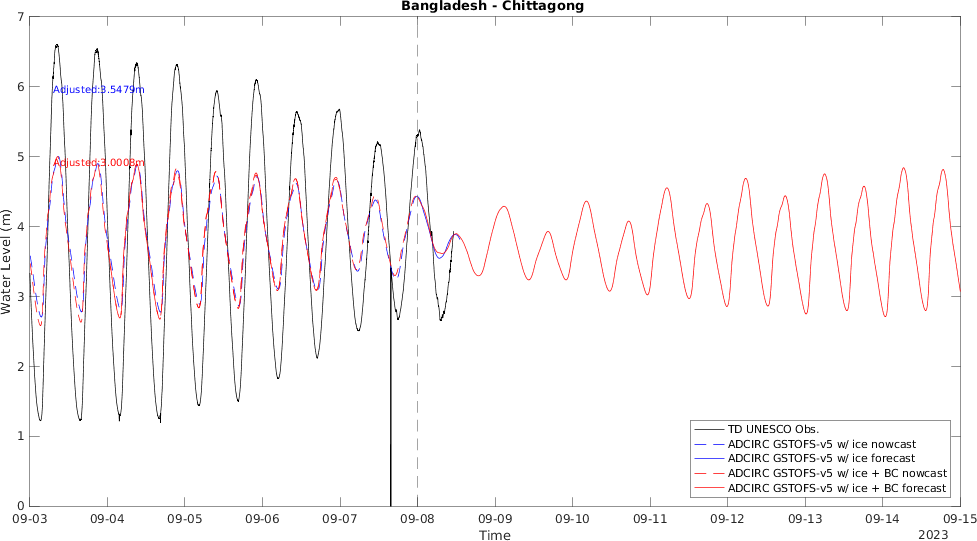 Bangladesh - Chittagong
7
6
5
4
3
2
1
0
Water Level (m)
Adjusted:3.5479m
Adjusted:3.0008m
TD UNESCO Obs.
ADCIRC GSTOFS-v5 w/ ice nowcast
ADCIRC GSTOFS-v5 w/ ice forecast
ADCIRC GSTOFS-v5 w/ ice + BC nowcast
ADCIRC GSTOFS-v5 w/ ice + BC forecast
09-03 09-04 09-05 09-06 09-07 09-08 09-09 09-10 09-11 09-12 09-13 09-14 09-15
Time
2023